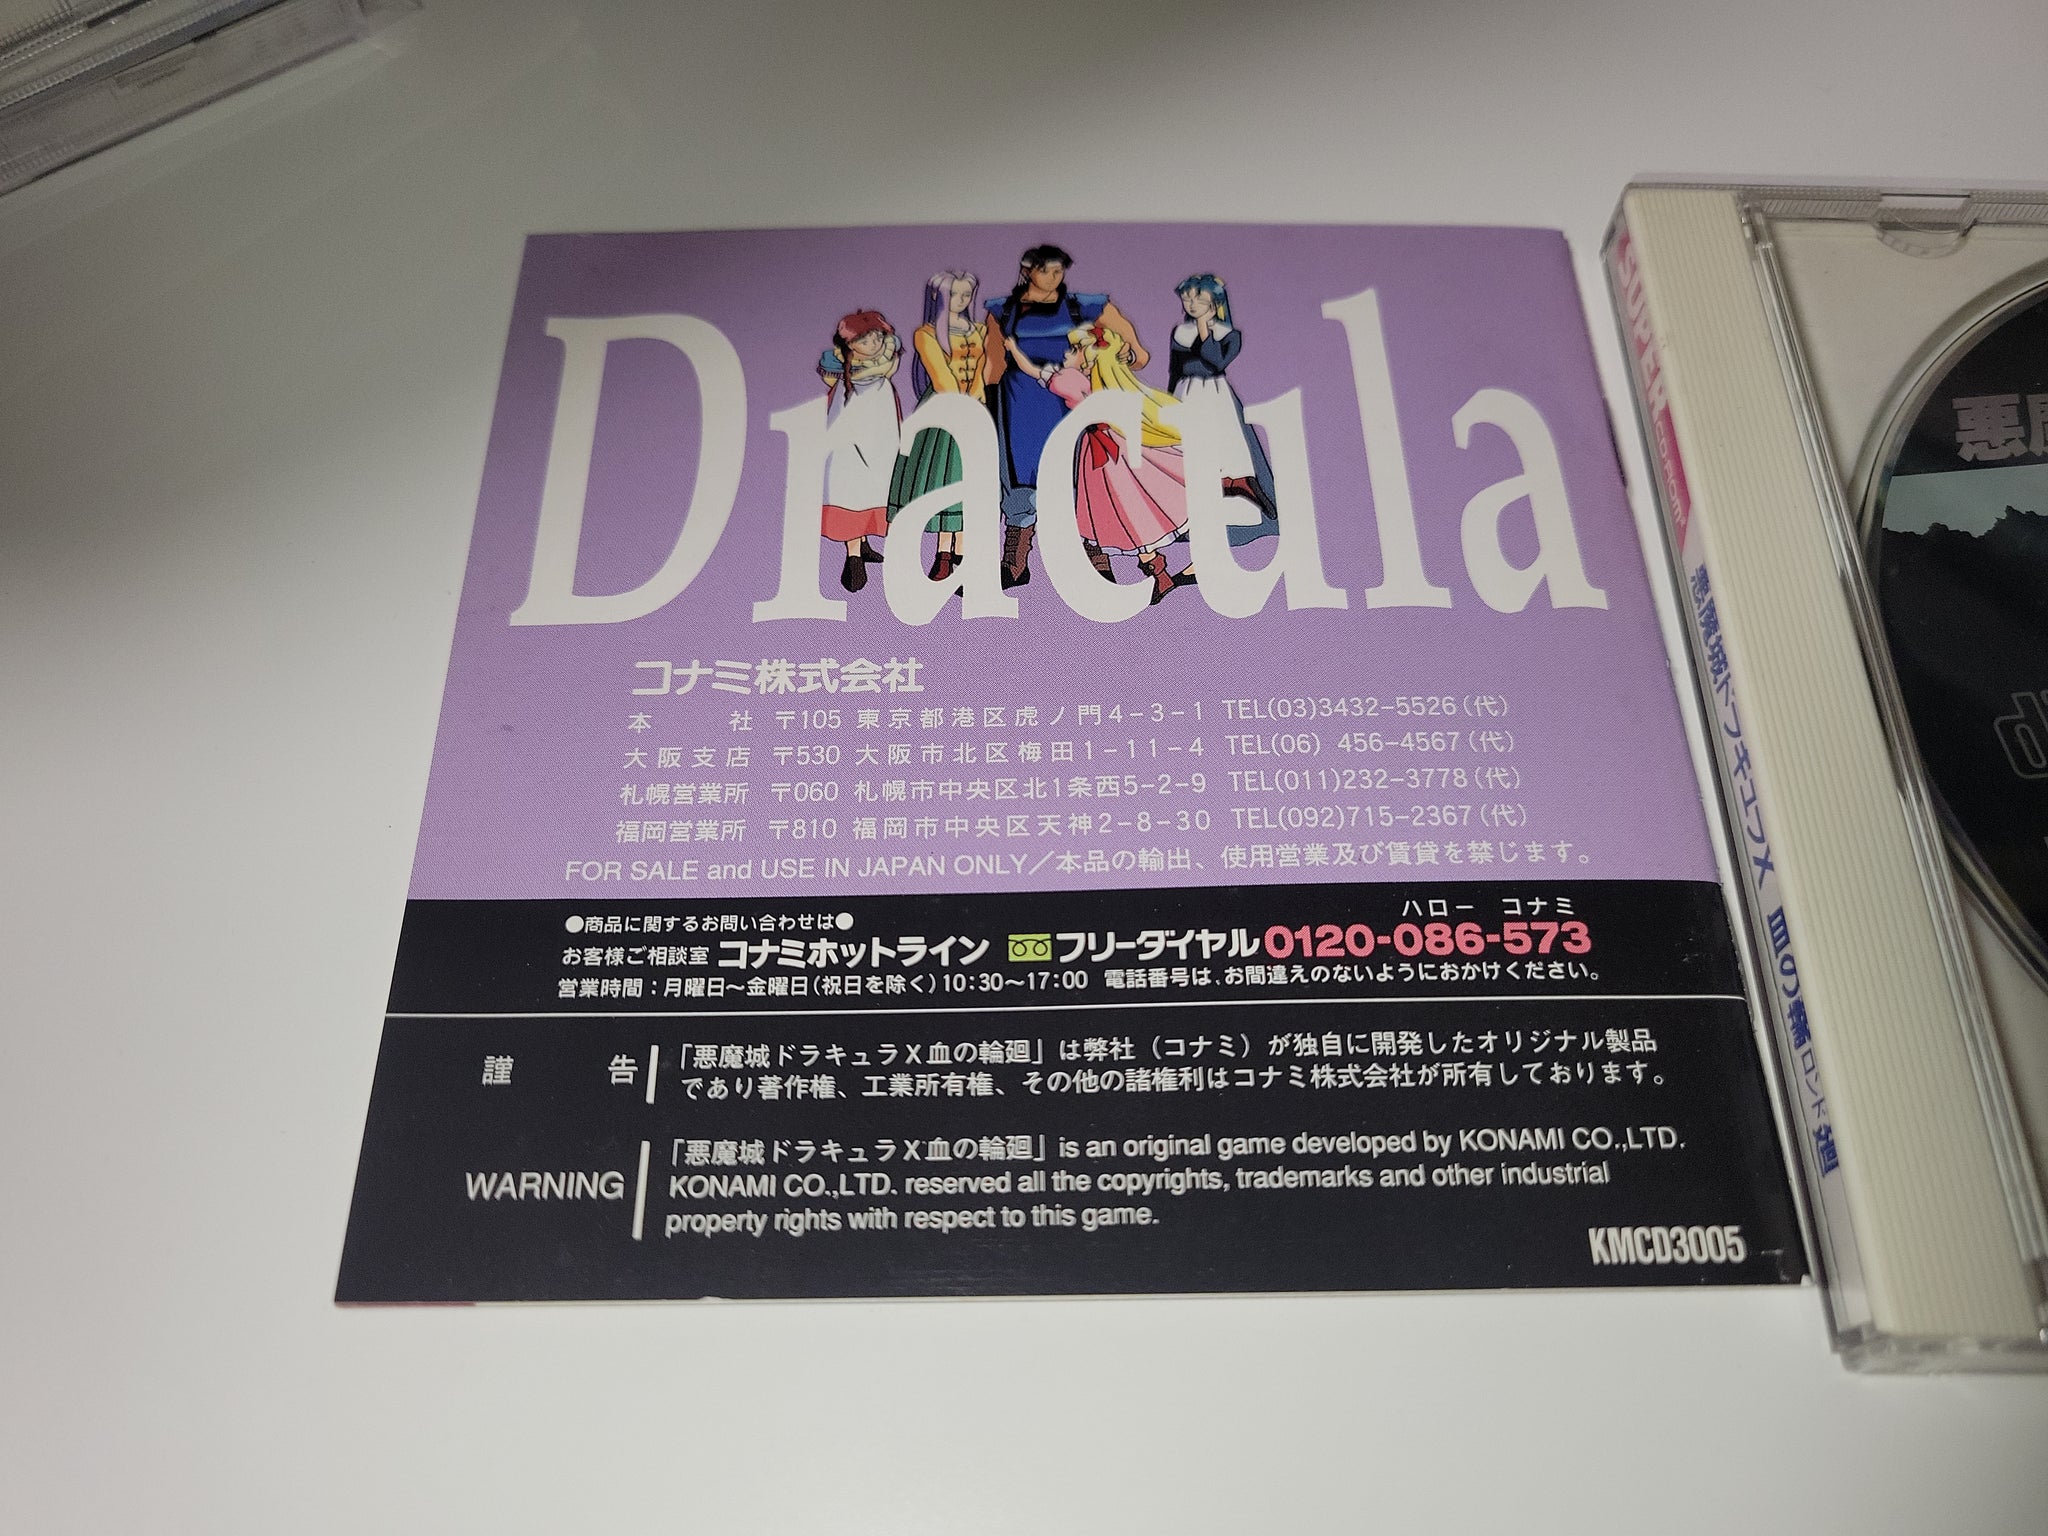 Dracula
コナミ株式会社
本社 〒105 東京都港区虎ノ門4-3-1 TEL(03)3432-5526(代)
大阪支店 〒530 大阪市北区梅田1-11-4 TEL(06) 456-4567(代)
札幌営業所 〒060 札幌市中央区北1条西5-2-9 TEL(011)232-3778(代)
福岡営業所 〒810 福岡市中央区天神2-8-30 TEL(092)715-2367(代)
FOR SALE and USE IN JAPAN ONLY／本品の輸出、使用営業及び賃貸を禁じます。
●商品に関するお問い合わせは●
ハロー コナミ
お客様ご相談室 コナミホットライン フリーダイヤル 0120-086-573
営業時間：月曜日〜金曜日(祝日を除く)10:30〜17:00 電話番号は、お間違えのないようにおかけください。
謹告
「悪魔城ドラキュラX血の輪廻」は弊社（コナミ）が独自に開発したオリジナル製品
であり著作権、工業所有権、その他の諸権利はコナミ株式会社が所有しております。
WARNING
「悪魔城ドラキュラX血の輪廻」is an original game developed by KONAMI CO.,LTD.
KONAMI CO.,LTD. reserved all the copyrights, trademarks and other industrial
property rights with respect to this game.
KMCD3005
SUPER CD-ROM²
悪魔城ドラキュラX 血の輪廻 ロンド
悪魔